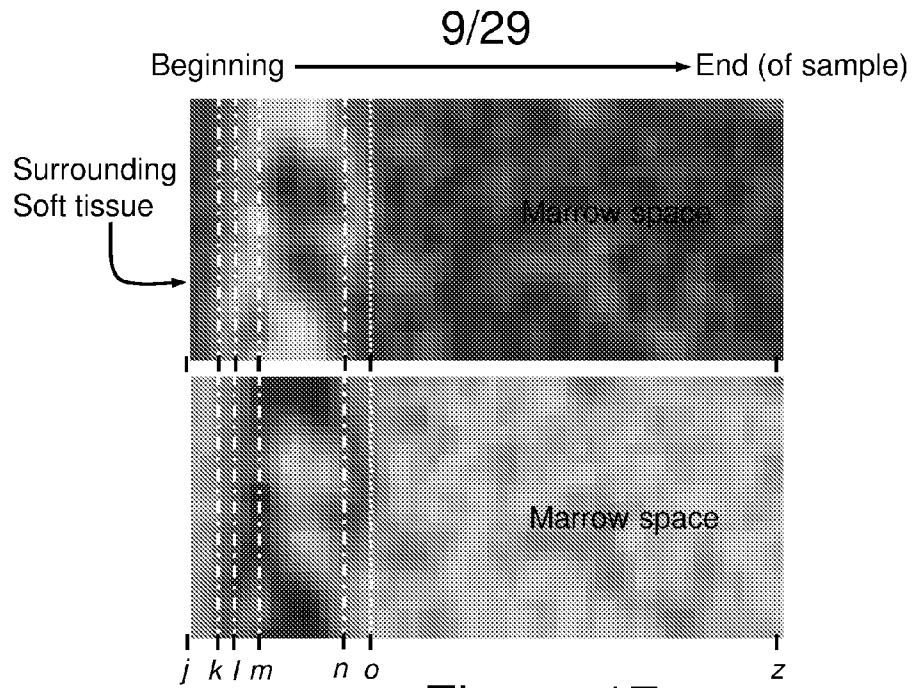 9/29
Beginning
End (of sample)
Surrounding
Soft tissue
Marrow space
Marrow space
j k l m n o z